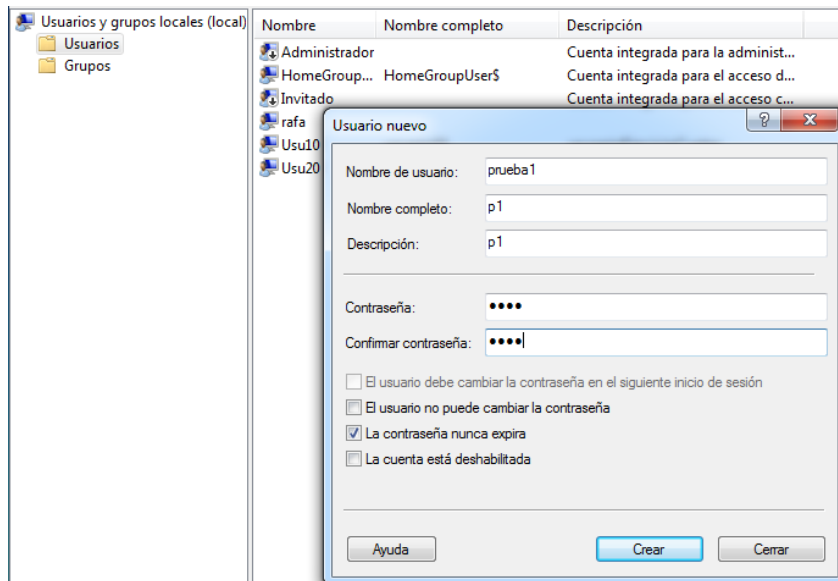 Usuarios y grupos locales (local)
Usuarios
Grupos
Nombre Nombre completo Descripción
Administrador Cuenta integrada para la administ...
HomeGroup... HomeGroupUser$ Cuenta integrada para el acceso d...
Invitado Cuenta integrada para el acceso c...
rafa
Usu10
Usu20
Usuario nuevo
Nombre de usuario: prueba1
Nombre completo: p1
Descripción: p1
Contraseña: ••••
Confirmar contraseña: ••••
El usuario debe cambiar la contraseña en el siguiente inicio de sesión
El usuario no puede cambiar la contraseña
La contraseña nunca expira
La cuenta está deshabilitada
Ayuda Crear Cerrar